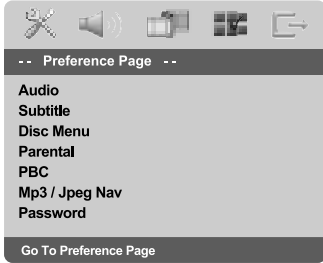 -- Preference Page --
Audio
Subtitle
Disc Menu
Parental
PBC
Mp3 / Jpeg Nav
Password
Go To Preference Page